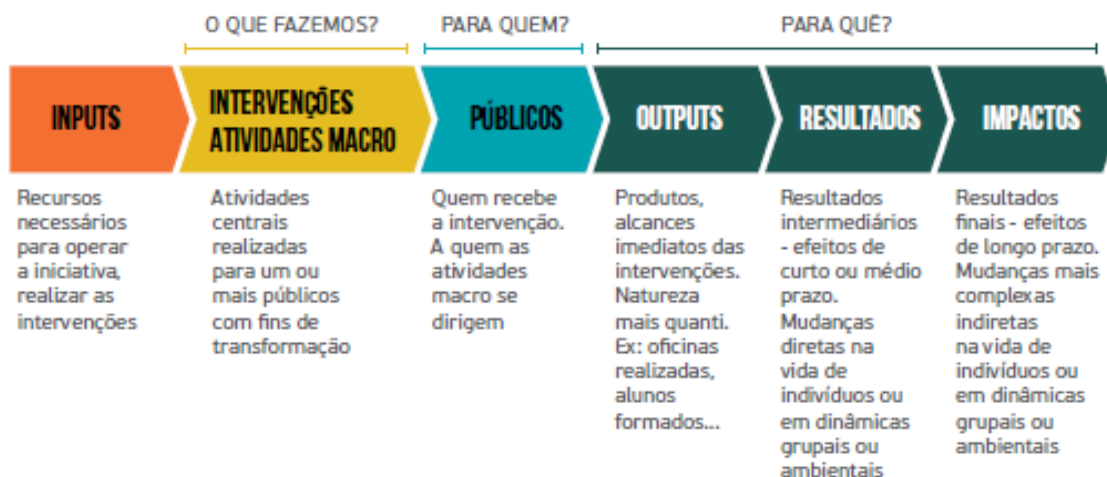 O QUE FAZEMOS?
PARA QUEM?
PARA QUÊ?
INPUTS
INTERVENÇÕES
ATIVIDADES MACRO
PÚBLICOS
OUTPUTS
RESULTADOS
IMPACTOS
Recursos
necessários
para operar
a iniciativa,
realizar as
intervenções
Atividades
centrais
realizadas
para um ou
mais públicos
com fins de
transformação
Quem recebe
a intervenção.
A quem as
atividades
macro se
dirigem
Produtos,
alcances
imediatos das
intervenções.
Natureza
mais quanti.
Ex: oficinas
realizadas,
alunos
formados...
Resultados
intermediários
- efeitos de
curto ou médio
prazo.
Mudanças
diretas na
vida de
indivíduos ou
em dinâmicas
grupais ou
ambientais
Resultados
finais - efeitos
de longo prazo.
Mudanças mais
complexas
indiretas
na vida de
indivíduos ou
em dinâmicas
grupais ou
ambientais